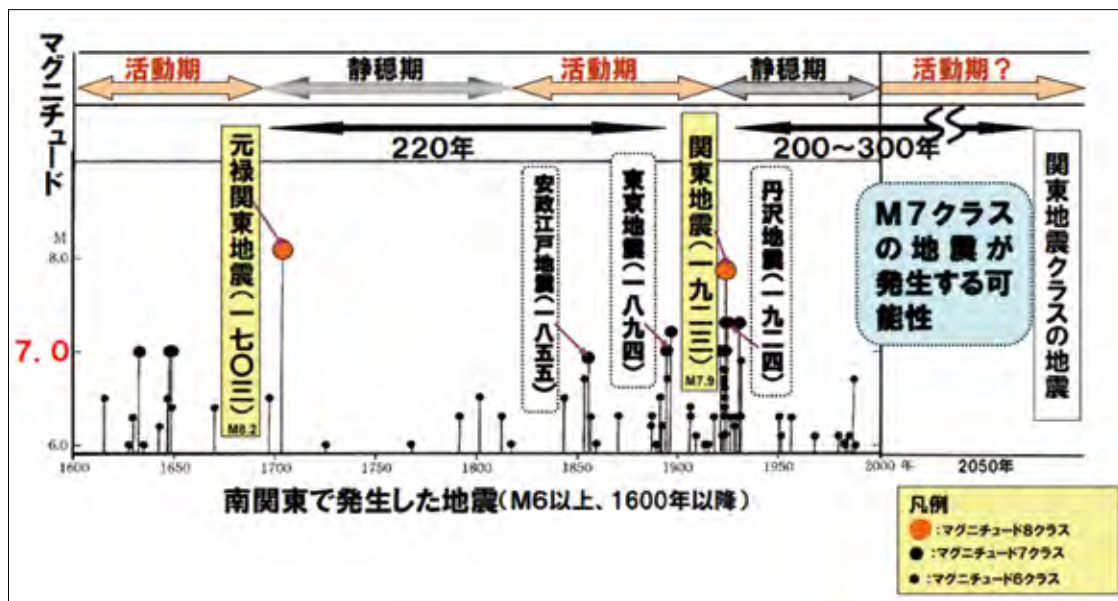 マグニチュード
活動期
静穏期
活動期
静穏期
活動期?
220年
200~300年
元禄関東地震(一七〇三)
M8.2
安政江戸地震(一八五五)
東京地震(一八九四)
関東地震(一九二三)
M7.9
丹沢地震(一九二四)
M7クラス
の地震が
発生する可
能性
関東地震クラスの地震
M
8.0
7.0
6.0
1600
1650
1700
1750
1800
1850
1900
1950
2000 年
2050年
南関東で発生した地震(M6以上、1600年以降)
凡例
:マグニチュード8クラス
:マグニチュード7クラス
:マグニチュード6クラス